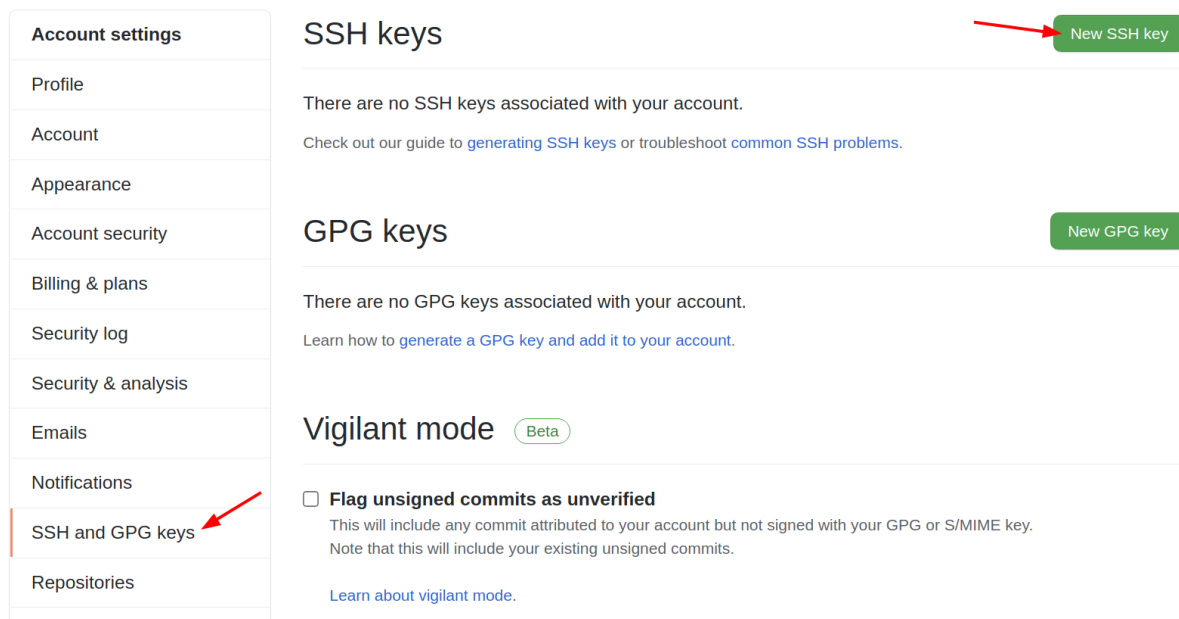 Account settings
Profile
Account
Appearance
Account security
Billing & plans
Security log
Security & analysis
Emails
Notifications
SSH and GPG keys
Repositories
SSH keys
New SSH key
There are no SSH keys associated with your account.
Check out our guide to generating SSH keys or troubleshoot common SSH problems.
GPG keys
New GPG key
There are no GPG keys associated with your account.
Learn how to generate a GPG key and add it to your account.
Vigilant mode Beta
Flag unsigned commits as unverified
This will include any commit attributed to your account but not signed with your GPG or S/MIME key.
Note that this will include your existing unsigned commits.
Learn about vigilant mode.